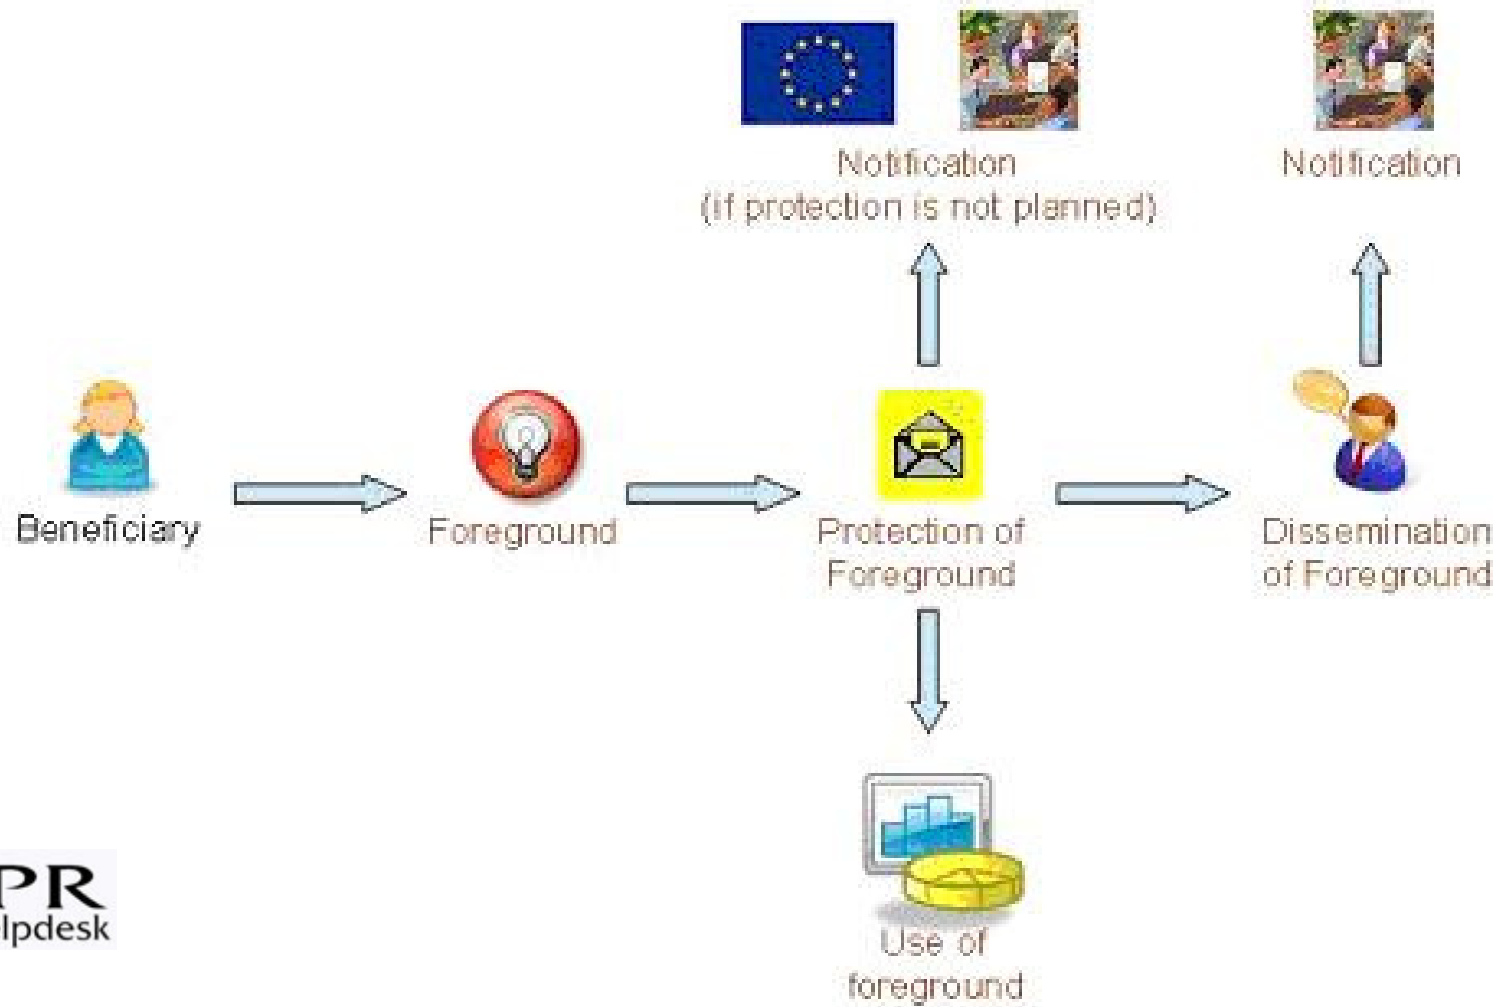 Notification
(if protection is not planned)
Notification
Beneficiary
Foreground
Protection of
Foreground
Dissemination
of Foreground
Use of
foreground
PR
lpdesk